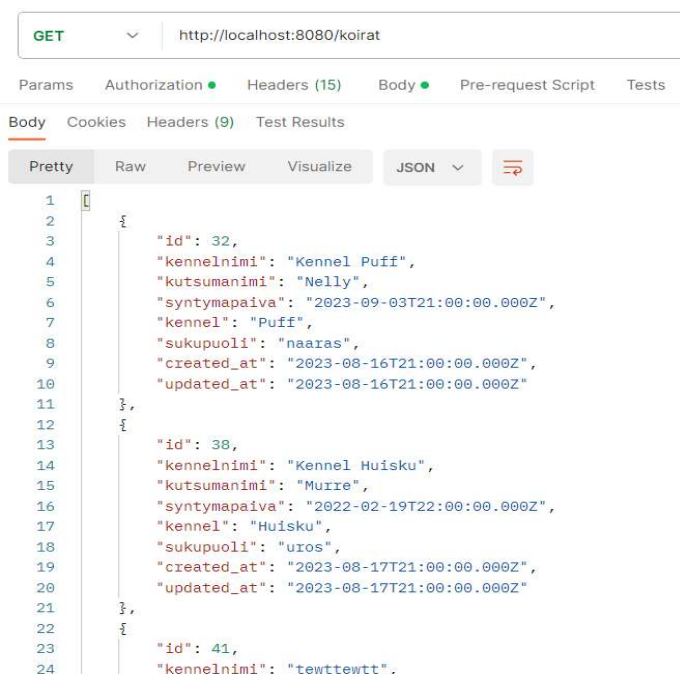 GET http://localhost:8080/koirat
Params Authorization Headers (15) Body Pre-request Script Tests
Body Cookies Headers (9) Test Results
Pretty Raw Preview Visualize JSON
1 [
2 {
3 "id": 32,
4 "kennelnimi": "Kennel Puff",
5 "kutsumanimi": "Nelly",
6 "syntymapaiva": "2023-09-03T21:00:00.000Z",
7 "kennel": "Puff",
8 "sukupuoli": "naaras",
9 "created_at": "2023-08-16T21:00:00.000Z",
10 "updated_at": "2023-08-16T21:00:00.000Z"
11 },
12 {
13 "id": 38,
14 "kennelnimi": "Kennel Huisku",
15 "kutsumanimi": "Murre",
16 "syntymapaiva": "2022-02-19T22:00:00.000Z",
17 "kennel": "Huisku",
18 "sukupuoli": "uros",
19 "created_at": "2023-08-17T21:00:00.000Z",
20 "updated_at": "2023-08-17T21:00:00.000Z"
21 },
22 {
23 "id": 41,
24 "kennelnimi": "tewttewtt",